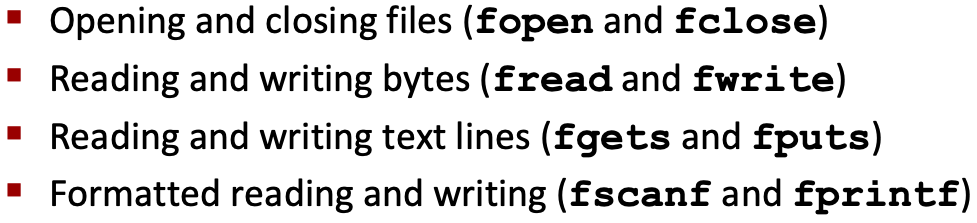 ▪ Opening and closing files (fopen and fclose)
▪ Reading and writing bytes (fread and fwrite)
▪ Reading and writing text lines (fgets and fputs)
▪ Formatted reading and writing (fscanf and fprintf)